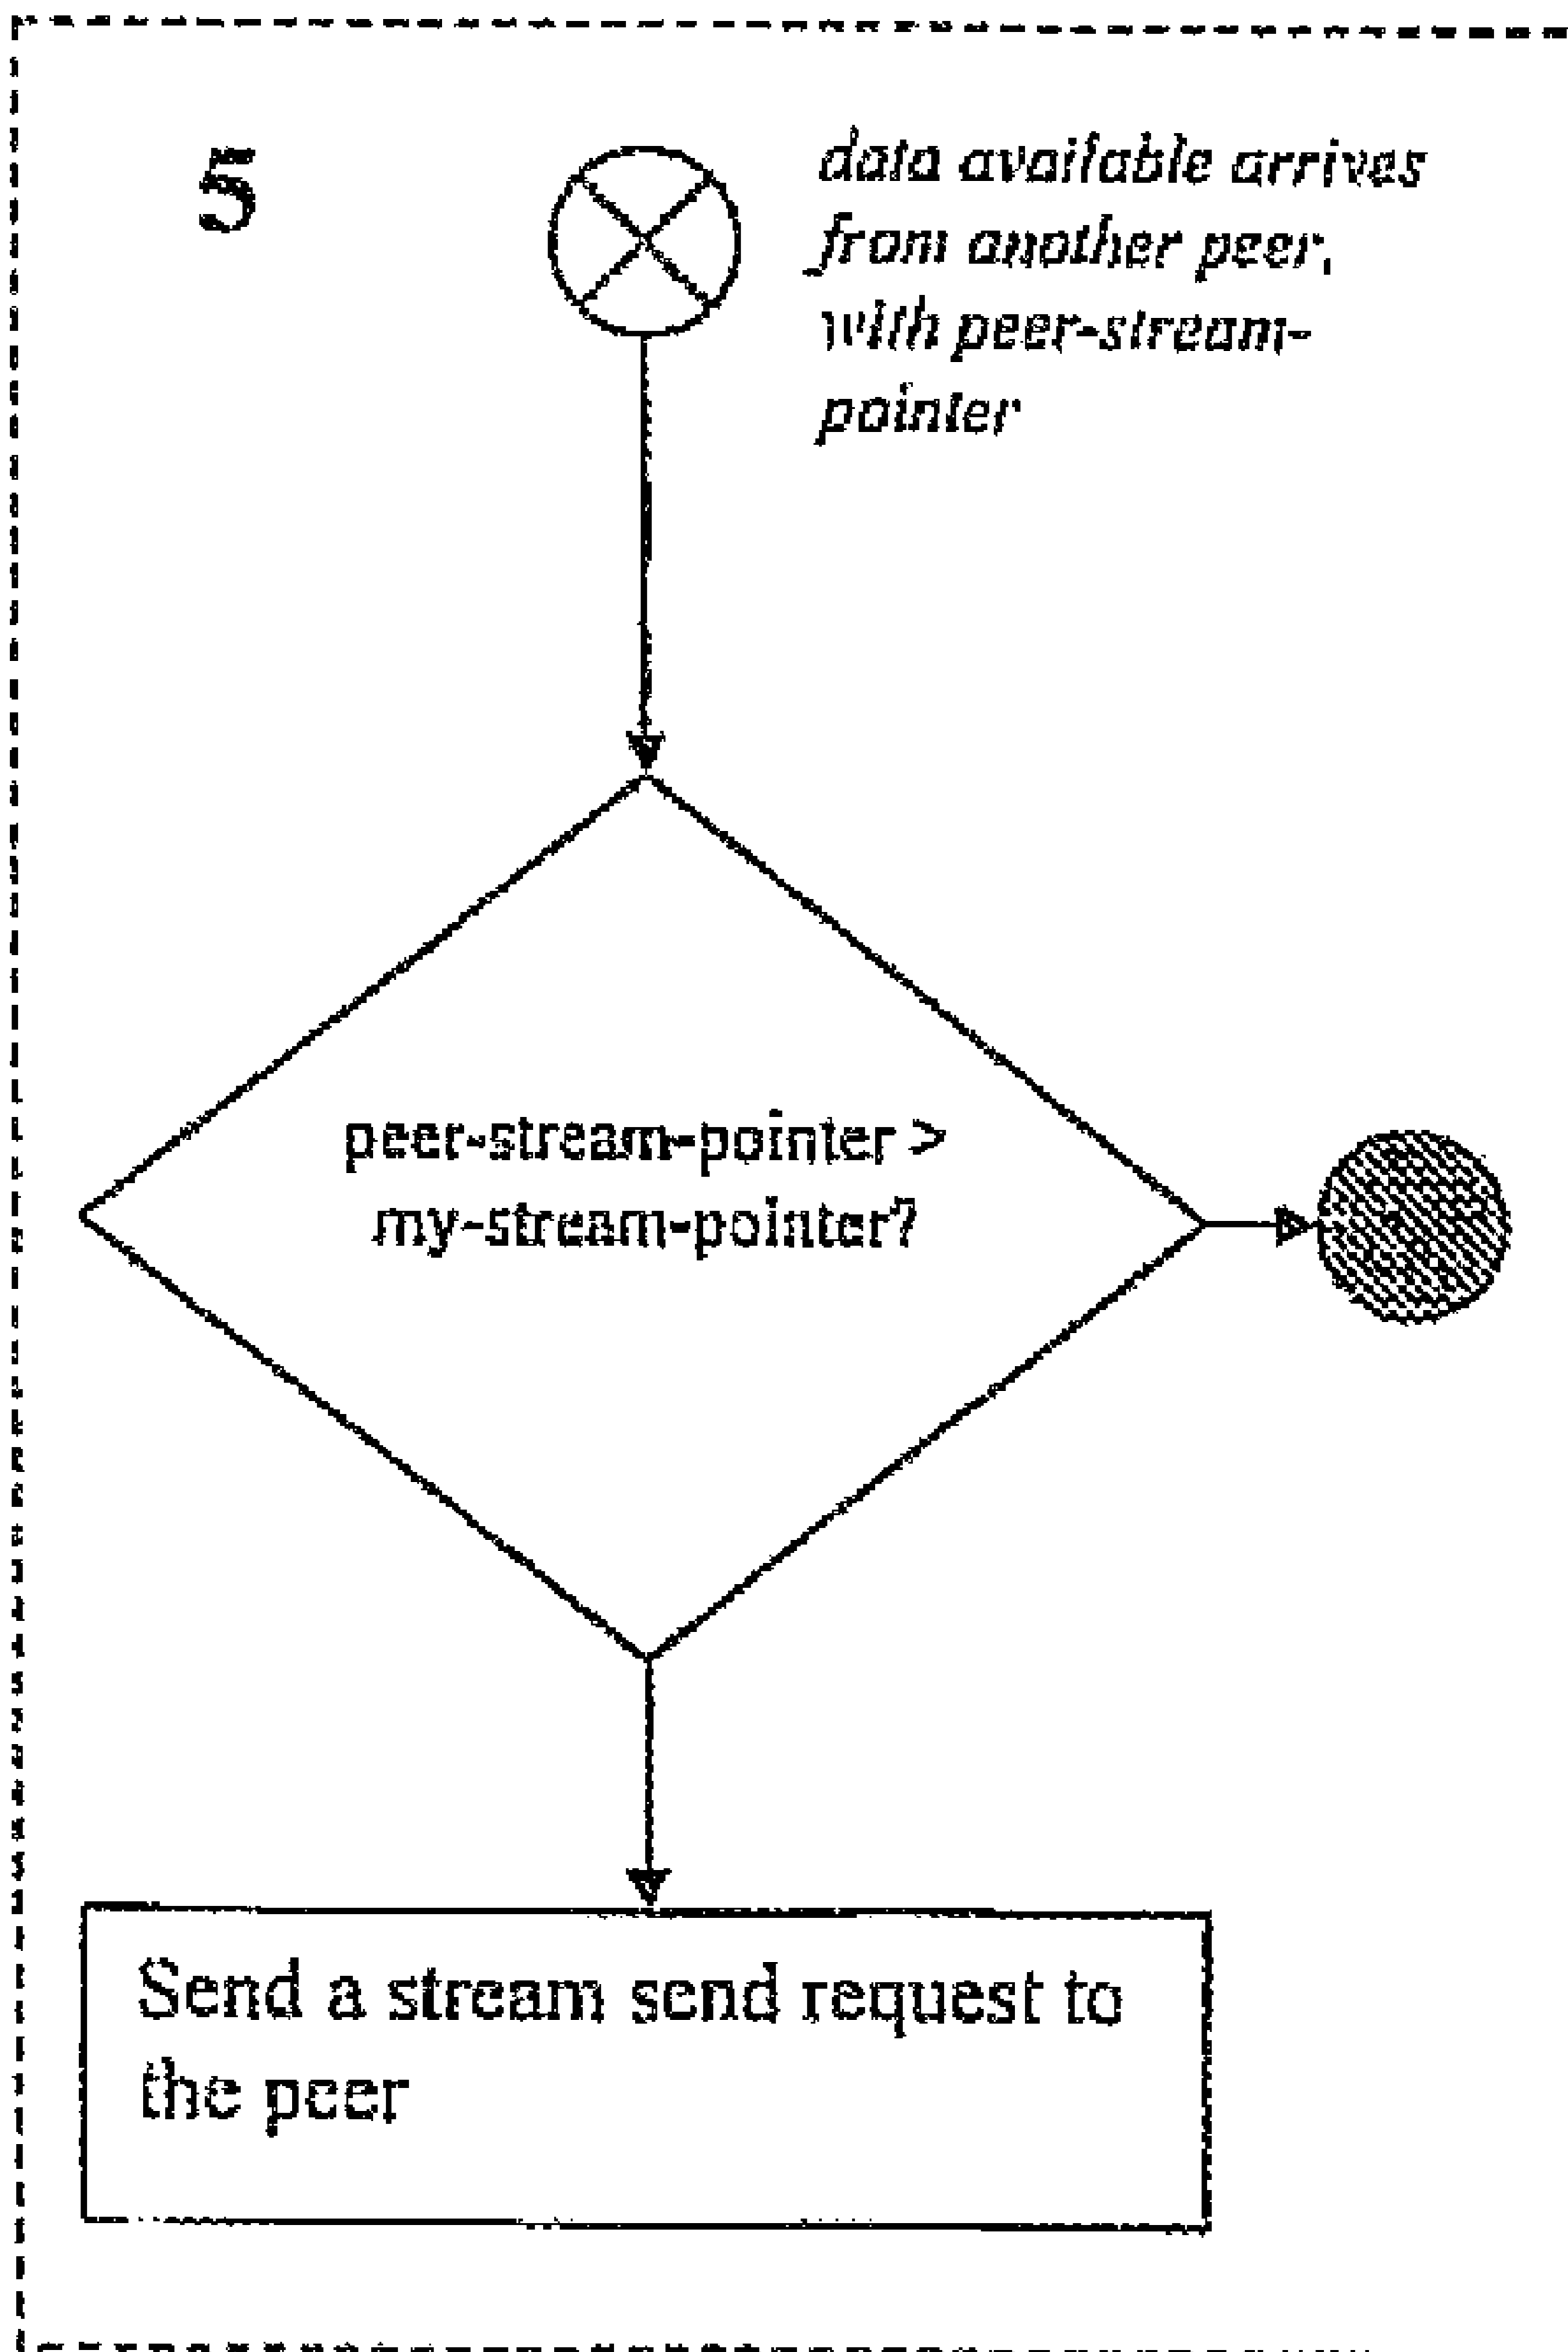 5
data available arrives
from another peer,
with peer-stream-
pointer
peer-stream-pointer >
my-stream-pointer?
Send a stream send request to
the peer